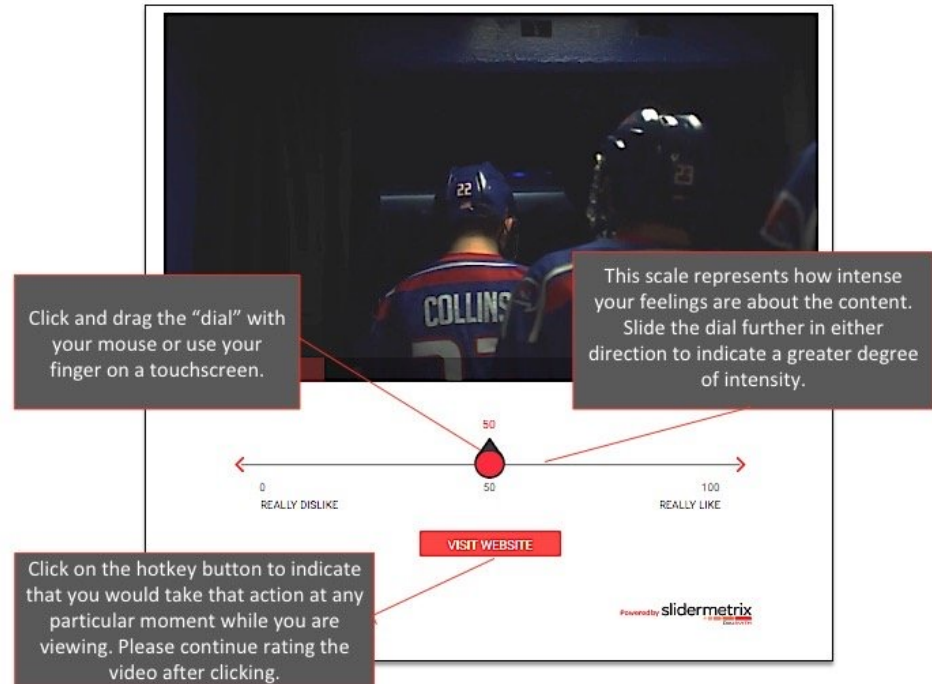 22
23
COLLINS
Click and drag the “dial” with
your mouse or use your
finger on a touchscreen.
This scale represents how intense
your feelings are about the content.
Slide the dial further in either
direction to indicate a greater degree
of intensity.
50
0
50
100
REALLY DISLIKE
REALLY LIKE
VISIT WEBSITE
Click on the hotkey button to indicate
that you would take that action at any
particular moment while you are
viewing. Please continue rating the
video after clicking.
Powered by slidermetrix